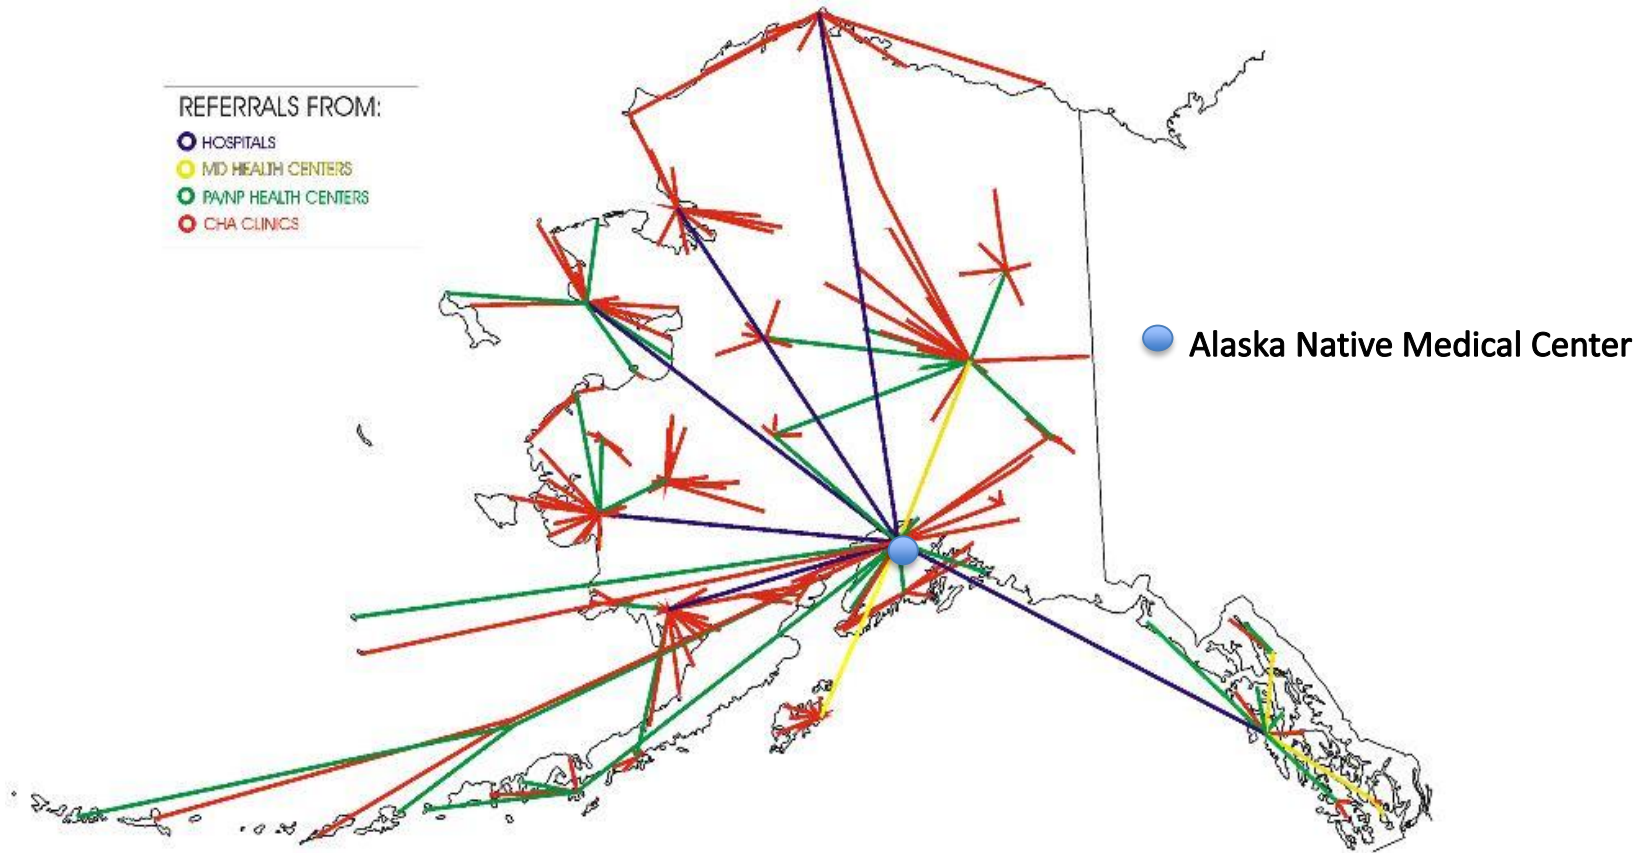 REFERRALS FROM:
HOSPITALS
MD HEALTH CENTERS
PA/NP HEALTH CENTERS
CHA CLINICS
Alaska Native Medical Center